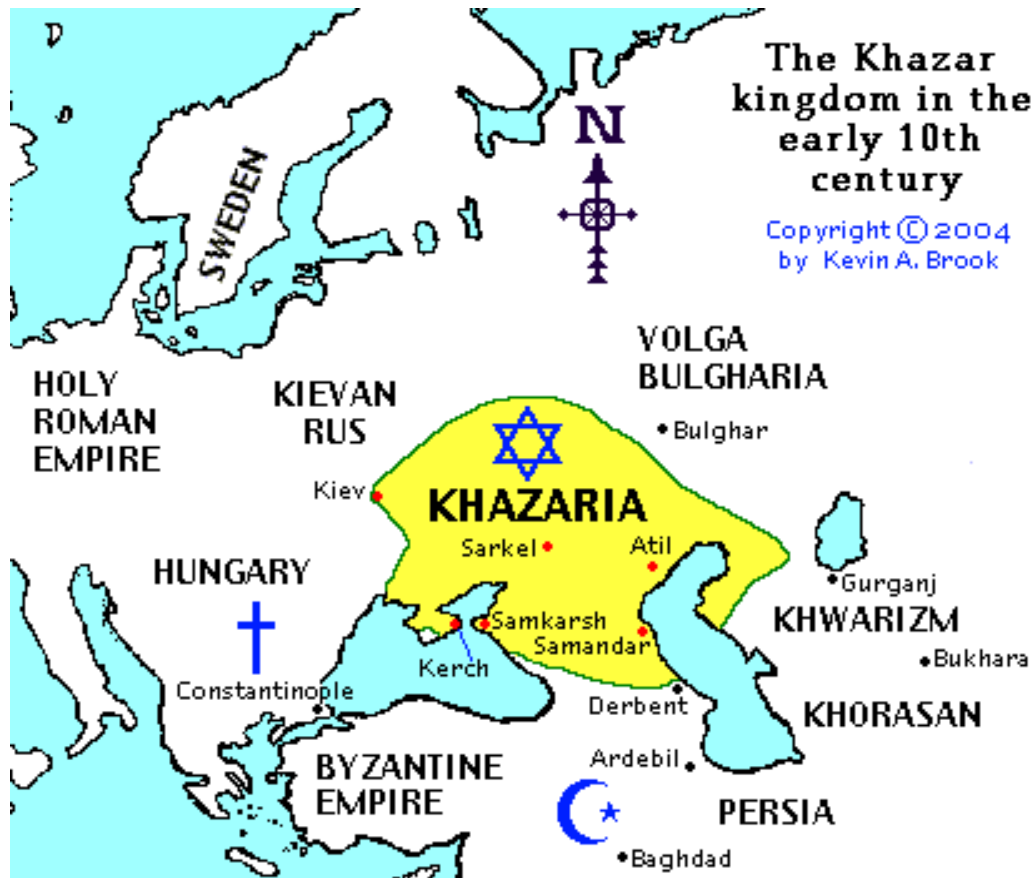 The Khazar
kingdom in the
early 10th
century
Copyright © 2004
by Kevin A. Brook
N
SWEDEN
VOLGA
BULGHARIA
HOLY
ROMAN
EMPIRE
KIEVAN
RUS
Bulghar
Kiev
KHAZARIA
Sarkel
Atil
HUNGARY
Gurganj
KHWARIZM
Samkarsh
Samandar
Kerch
Bukhara
Constantinople
Derbent
KHORASAN
BYZANTINE
EMPIRE
Ardebil
PERSIA
Baghdad